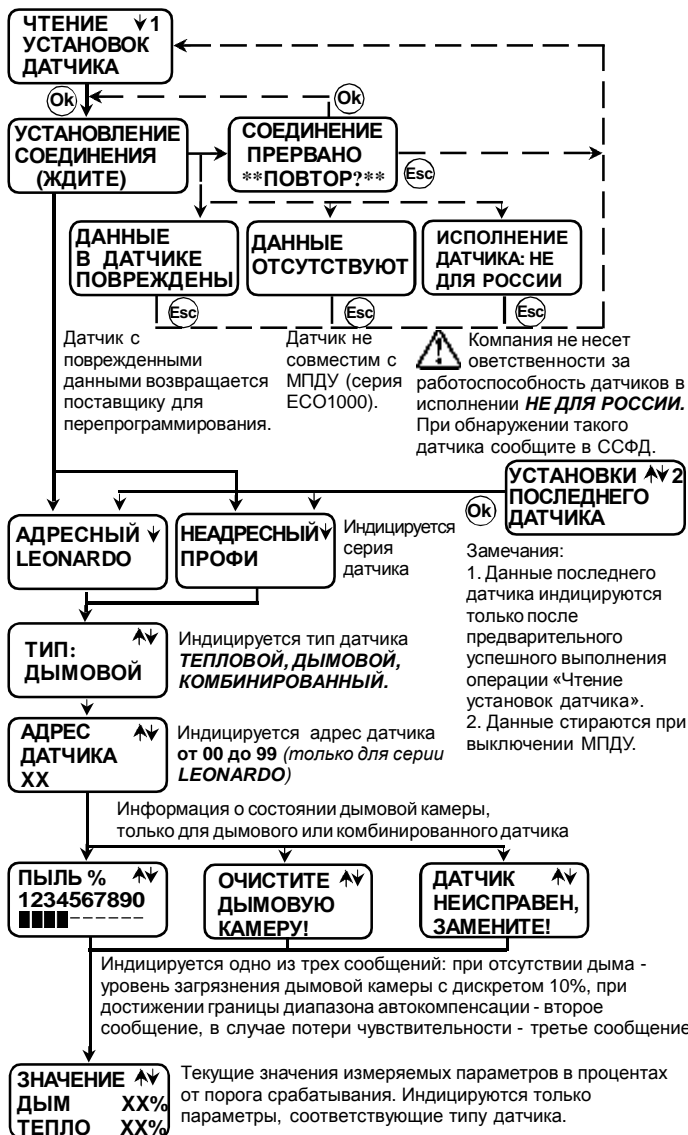 ЧТЕНИЕ 1
УСТАНОВОК
ДАТЧИКА
Ok
Ok
УСТАНОВЛЕНИЕ
СОЕДИНЕНИЯ
(ЖДИТЕ)
СОЕДИНЕНИЕ
ПРЕРВАНО
**ПОВТОР?**
Esc
ДАННЫЕ
В ДАТЧИКЕ
ПОВРЕЖДЕНЫ
ДАННЫЕ
ОТСУТСТВУЮТ
ИСПОЛНЕНИЕ
ДАТЧИКА: НЕ
ДЛЯ РОССИИ
Esc
Esc
Esc
Датчик с
поврежденными
данными возвращается
поставщику для
перепрограммирования.
Датчик не
совместим с
МПДУ (серия
ECO1000).
Компания не несет
оветственности за
работоспособность датчиков в
исполнении НЕ ДЛЯ РОССИИ.
При обнаружении такого
датчика сообщите в ССФД.
УСТАНОВКИ 2
ПОСЛЕДНЕГО
ДАТЧИКА
Ok
АДРЕСНЫЙ
LEONARDO
НЕАДРЕСНЫЙ
ПРОФИ
Индицируется
серия
датчика
Замечания:
1. Данные последнего
датчика индицируются
только после
предварительного
успешного выполнения
операции «Чтение
установок датчика».
2. Данные стираются при
выключении МПДУ.
ТИП:
ДЫМОВОЙ
Индицируется тип датчика
ТЕПЛОВОЙ, ДЫМОВОЙ,
КОМБИНИРОВАННЫЙ.
АДРЕС
ДАТЧИКА
XX
Индицируется адрес датчика
от 00 до 99 (только для серии
LEONARDO)
Информация о состоянии дымовой камеры,
только для дымового или комбинированного датчика
ПЫЛЬ %
1234567890
ОЧИСТИТЕ
ДЫМОВУЮ
КАМЕРУ!
ДАТЧИК
НЕИСПРАВЕН,
ЗАМЕНИТЕ!
Индицируется одно из трех сообщений: при отсутствии дыма -
уровень загрязнения дымовой камеры с дискретом 10%, при
достижении границы диапазона автокомпенсации - второе
сообщение, в случае потери чувствительности - третье сообщение
ЗНАЧЕНИЕ
ДЫМ XX%
ТЕПЛО XX%
Текущие значения измеряемых параметров в процентах
от порога срабатывания. Индицируются только
параметры, соответствующие типу датчика.